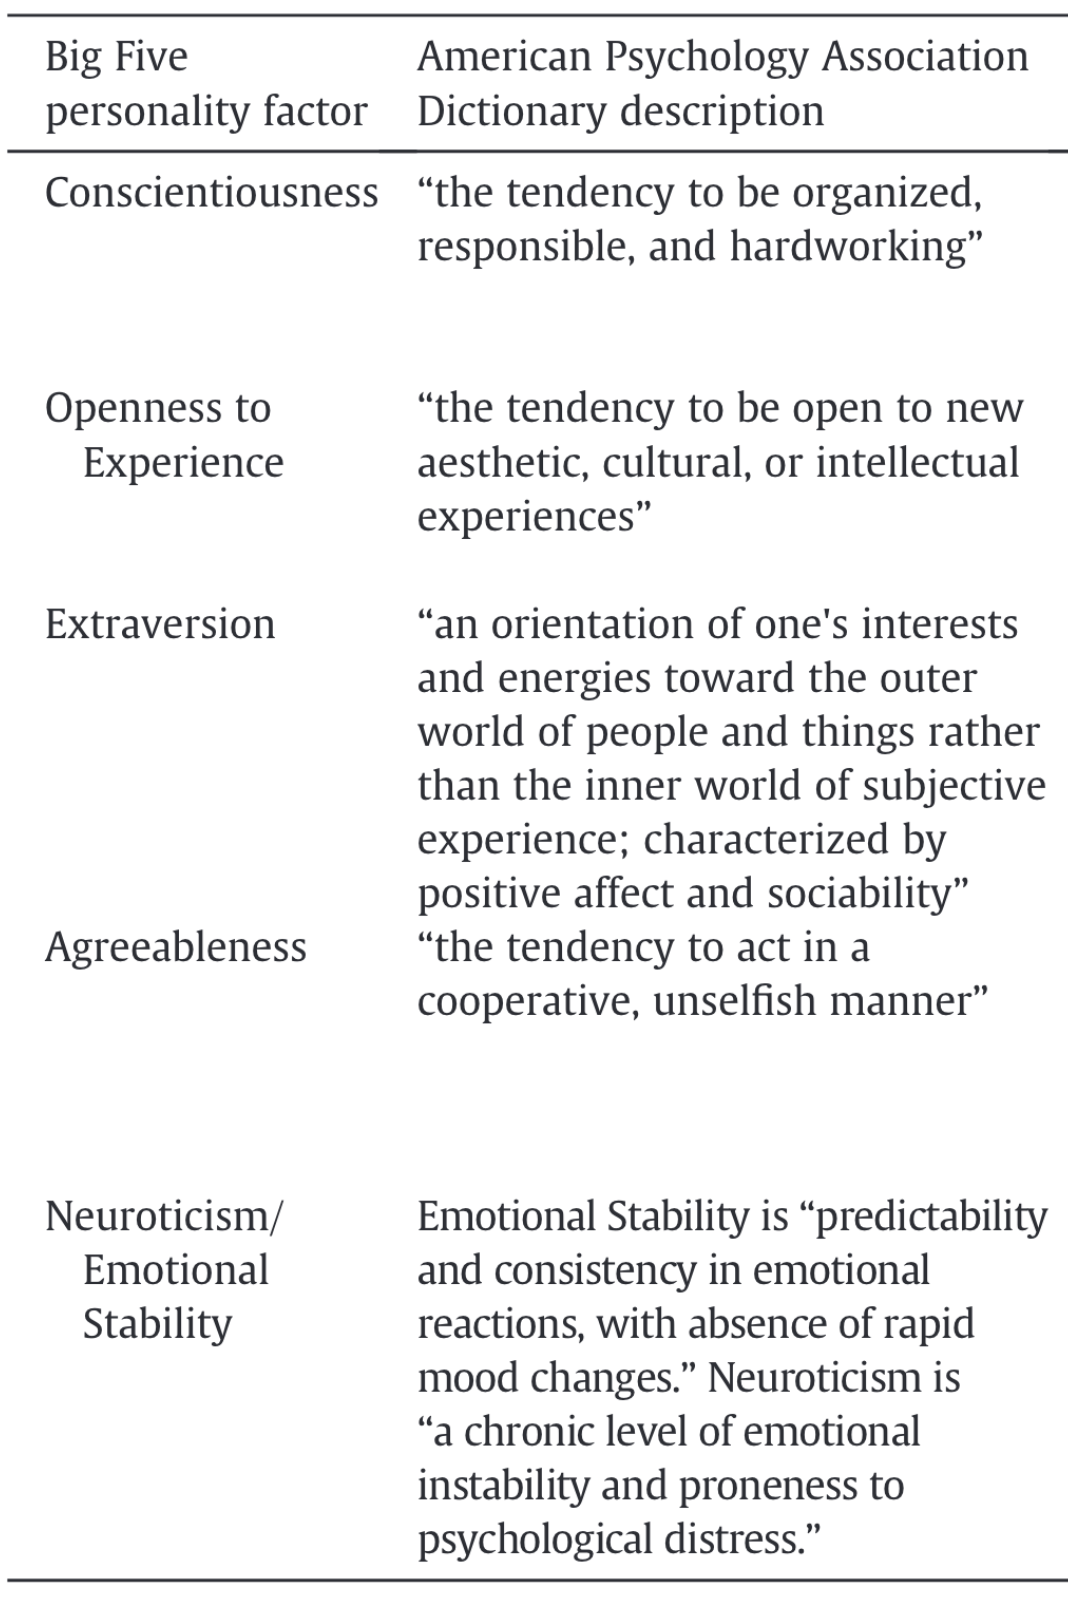 Big Five
personality factor
American Psychology Association
Dictionary description
Conscientiousness
“the tendency to be organized,
responsible, and hardworking”
Openness to
Experience
“the tendency to be open to new
aesthetic, cultural, or intellectual
experiences”
Extraversion
“an orientation of one's interests
and energies toward the outer
world of people and things rather
than the inner world of subjective
experience; characterized by
positive affect and sociability”
Agreeableness
“the tendency to act in a
cooperative, unselfish manner”
Neuroticism/
Emotional
Stability
Emotional Stability is “predictability
and consistency in emotional
reactions, with absence of rapid
mood changes.” Neuroticism is
“a chronic level of emotional
instability and proneness to
psychological distress.”